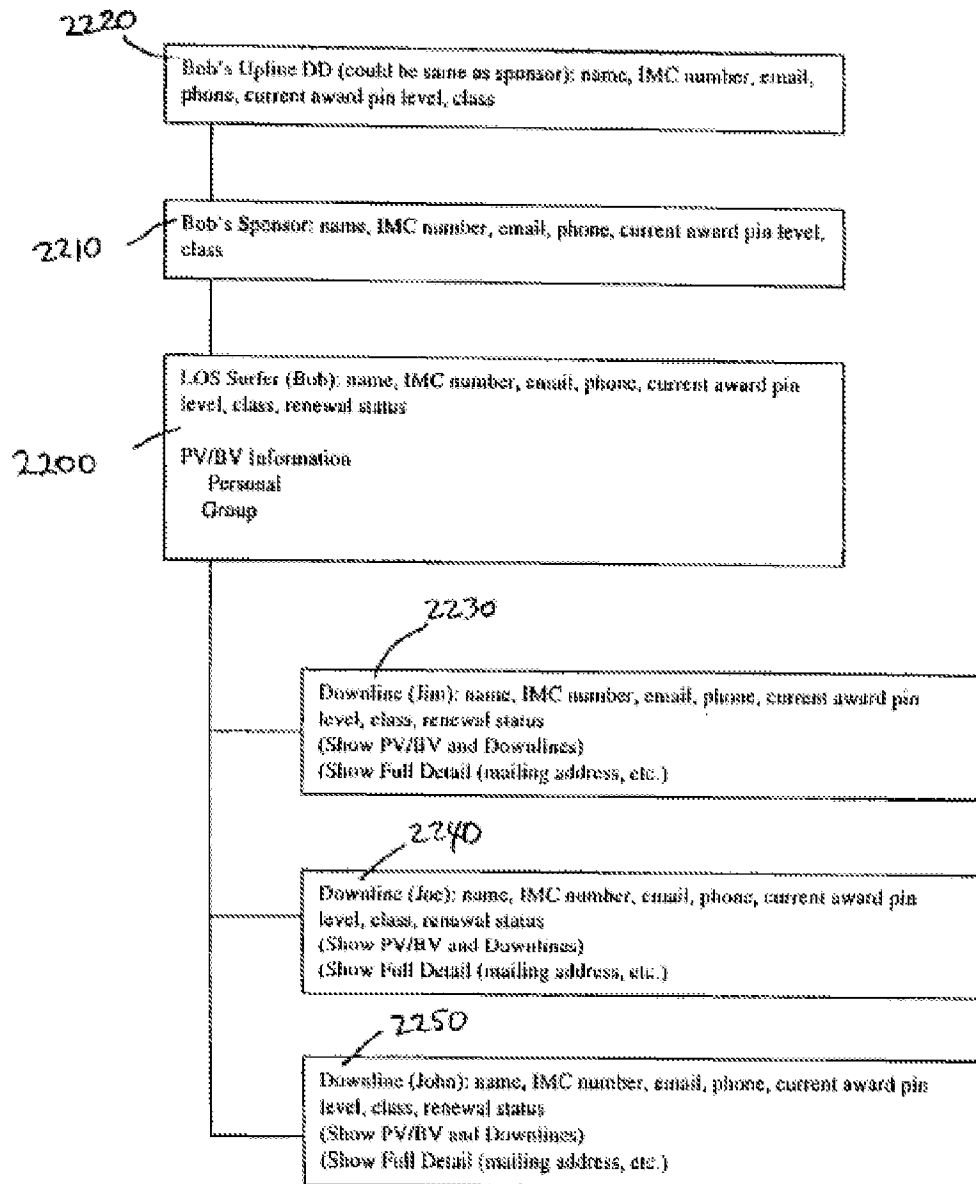 2220
Bob's Upline DD (could be same as sponsor): name, IMC number, email,
phone, current award pin level, class
2210
Bob's Sponsor: name, IMC number, email, phone, current award pin level,
class
2200
LOS Surfer (Bob): name, IMC number, email, phone, current award pin
level, class, renewal status
PV/BV Information
Personal
Group
2230
Downline (Jim): name, IMC number, email, phone, current award pin
level, class, renewal status
(Show PV/BV and Downlines)
(Show Full Detail (mailing address, etc.)
2240
Downline (Joe): name, IMC number, email, phone, current award pin
level, class, renewal status
(Show PV/BV and Downlines)
(Show Full Detail (mailing address, etc.)
2250
Downline (John): name, IMC number, email, phone, current award pin
level, class, renewal status
(Show PV/BV and Downlines)
(Show Full Detail (mailing address, etc.)